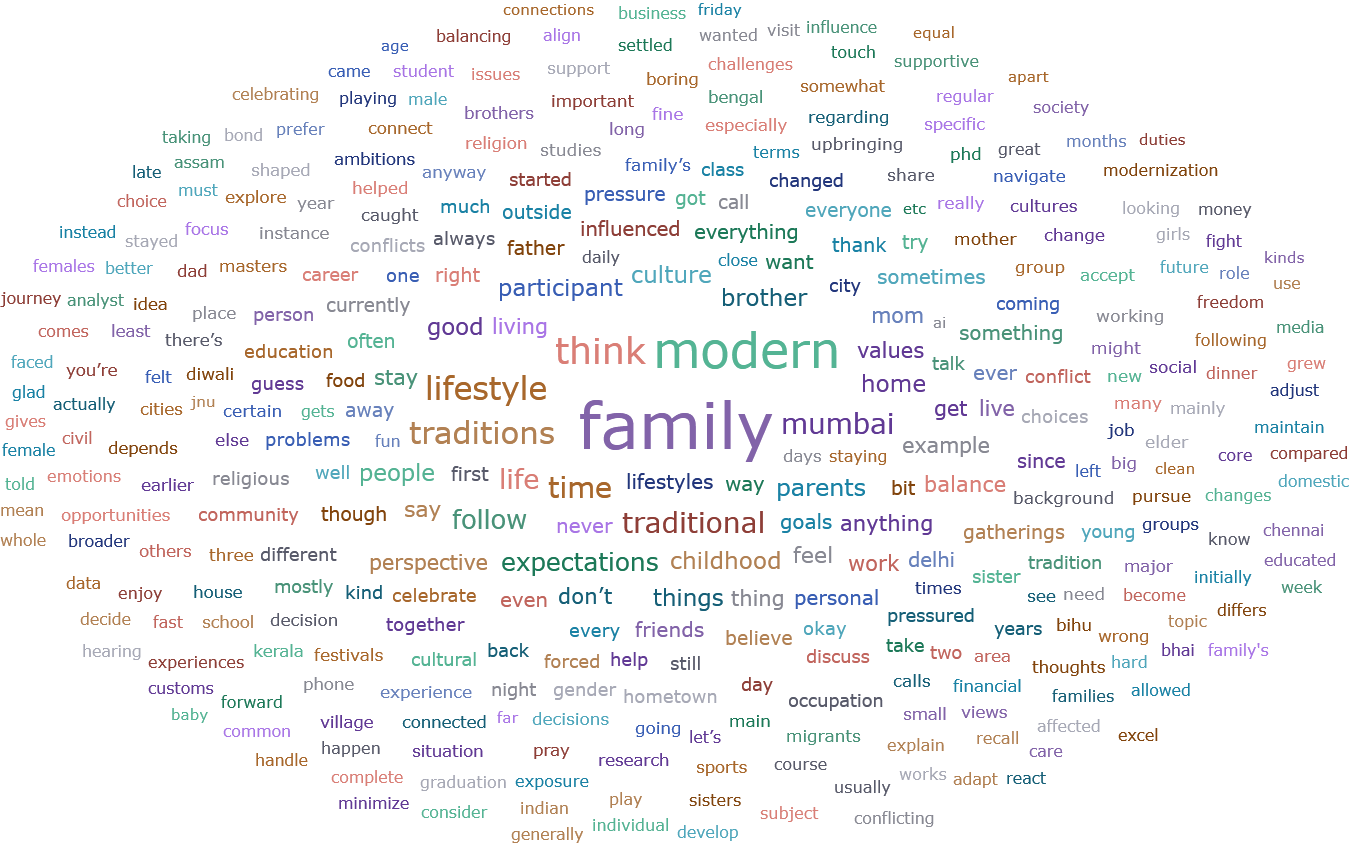 connections business friday
balancing align settled wanted visit influence equal
age touch
came student issues support challenges supportive
celebrating playing male boring somewhat apart
brothers important fine bengal regular society
taking bond prefer connect long especially regarding specific
late assam shaped ambitions religion studies family’s terms upbringing phd great months duties
choice must explore year helped anyway started pressure class changed share navigate modernization
instead stayed focus instance caught much outside got call everyone etc really cultures looking money
females better dad masters conflicts always father influenced everything thank try mother change girls fight
journey analyst idea career one right daily close want city sometimes group accept future role kinds
place person currently participant culture brother coming freedom use
comes least there’s good living mom ai something working media
faced you’re felt diwali education often think modern values talk might following
glad actually cities jnu guess food stay lifestyle home ever conflict new social dinner grew
gives certain gets away get live choices many mainly adjust
female civil depends else problems fun traditions family mumbai example job elder maintain
told emotions earlier religious well people first life days staying since left big clean core compared
mean opportunities community though say time lifestyles way parents bit balance background pursue changes domestic
whole broader others three different follow never traditional goals anything gatherings young groups know chennai
data enjoy house mostly kind perspective expectations childhood feel work delhi sister tradition major initially educated
decide fast school decision celebrate even don’t things thing personal times see need become week
hearing experiences kerala festivals together every friends believe okay pressured years bihu wrong topic differs
customs forward phone cultural back forced help still discuss take two area thoughts hard bhai family's
baby common village experience night gender hometown day occupation calls financial families allowed
handle happen connected far decisions going let’s main migrants small views affected excel
complete situation pray research sports course explain recall care
minimize graduation exposure usually works adapt react
consider indian play sisters subject conflicting
generally individual develop